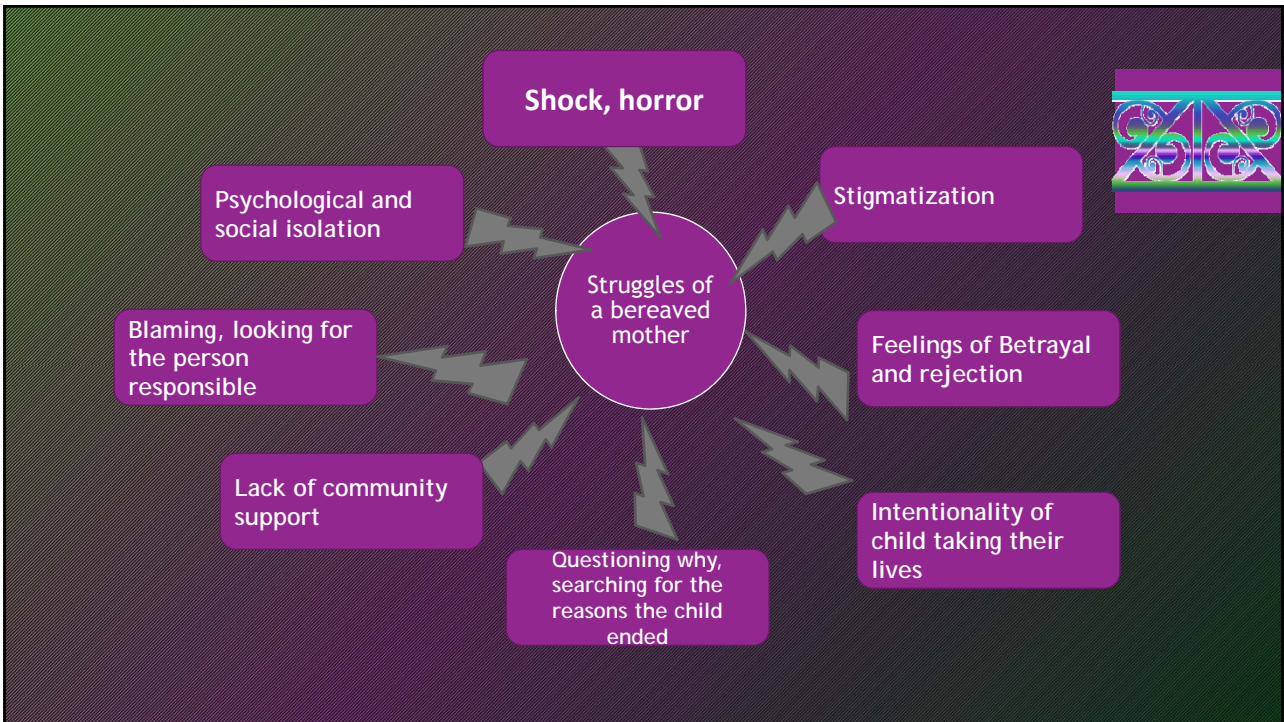 Shock, horror
Psychological and
social isolation
Stigmatization
Struggles of
a bereaved
mother
Blaming, looking for
the person
responsible
Feelings of Betrayal
and rejection
Lack of community
support
Intentionality of
child taking their
lives
Questioning why,
searching for the
reasons the child
ended